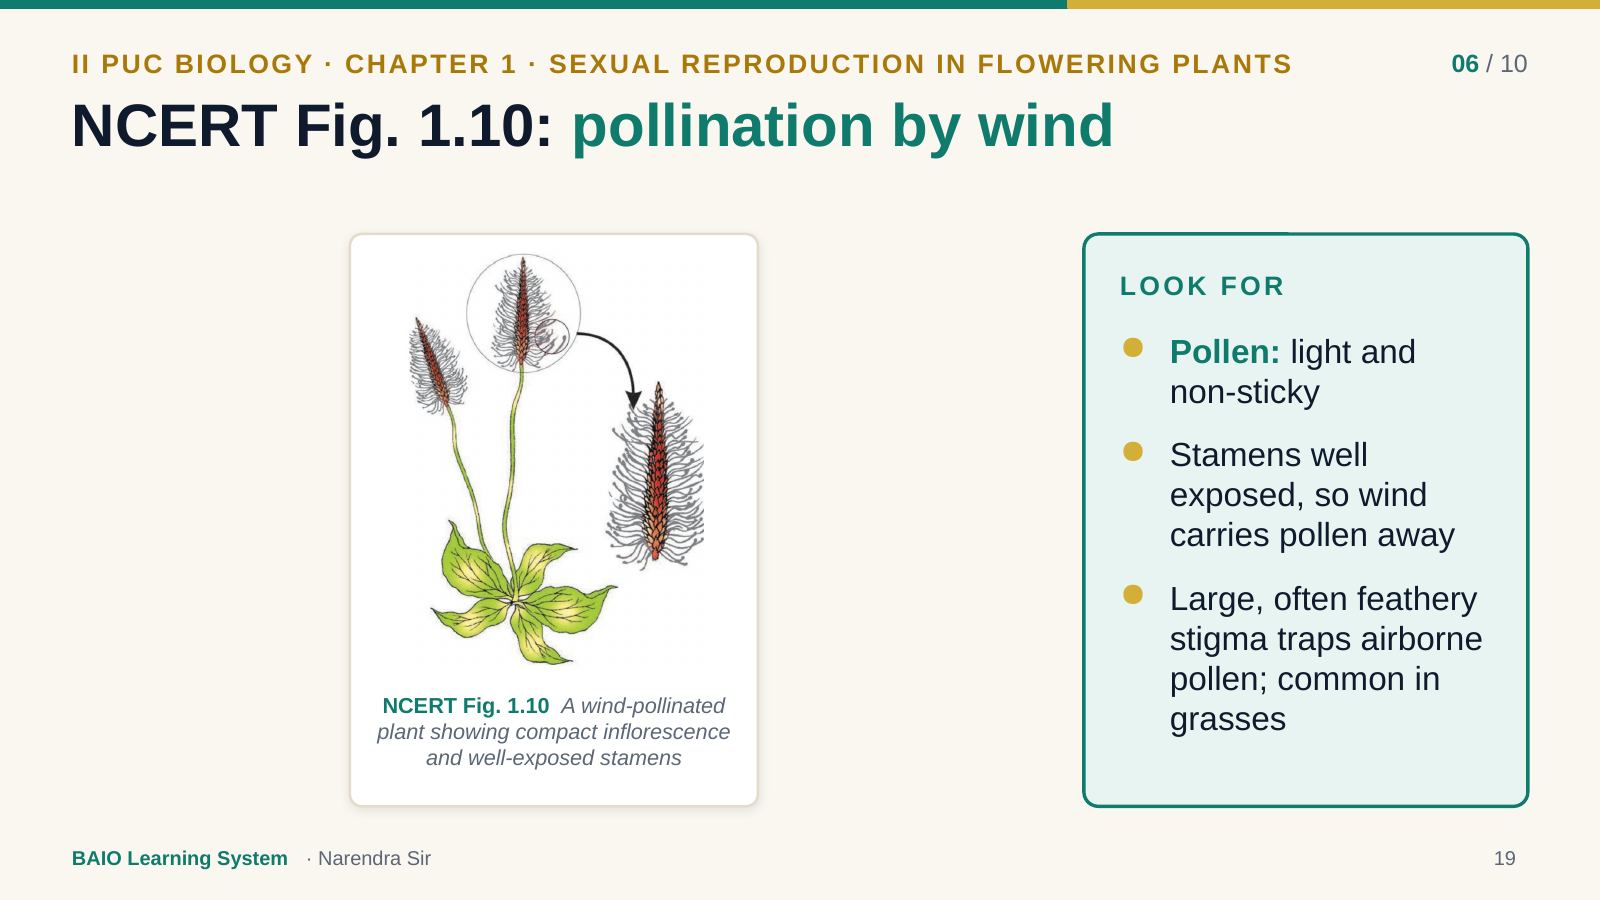 II PUC BIOLOGY · CHAPTER 1 · SEXUAL REPRODUCTION IN FLOWERING PLANTS
06 / 10
NCERT Fig. 1.10: pollination by wind
NCERT Fig. 1.10 A wind-pollinated
plant showing compact inflorescence
and well-exposed stamens
LOOK FOR
Pollen: light and
non-sticky
Stamens well
exposed, so wind
carries pollen away
Large, often feathery
stigma traps airborne
pollen; common in
grasses
BAIO Learning System · Narendra Sir
19